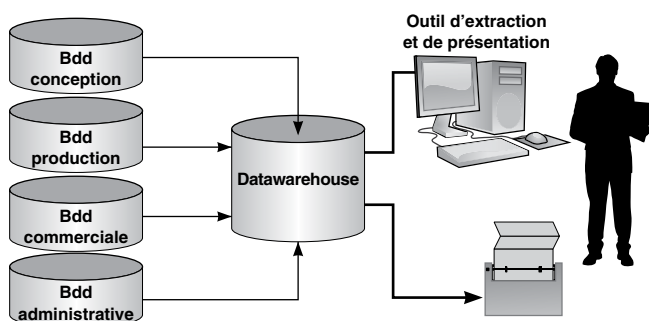 Outil d'extraction
et de présentation
Bdd
conception
Bdd
production
Datawarehouse
Bdd
commerciale
Bdd
administrative